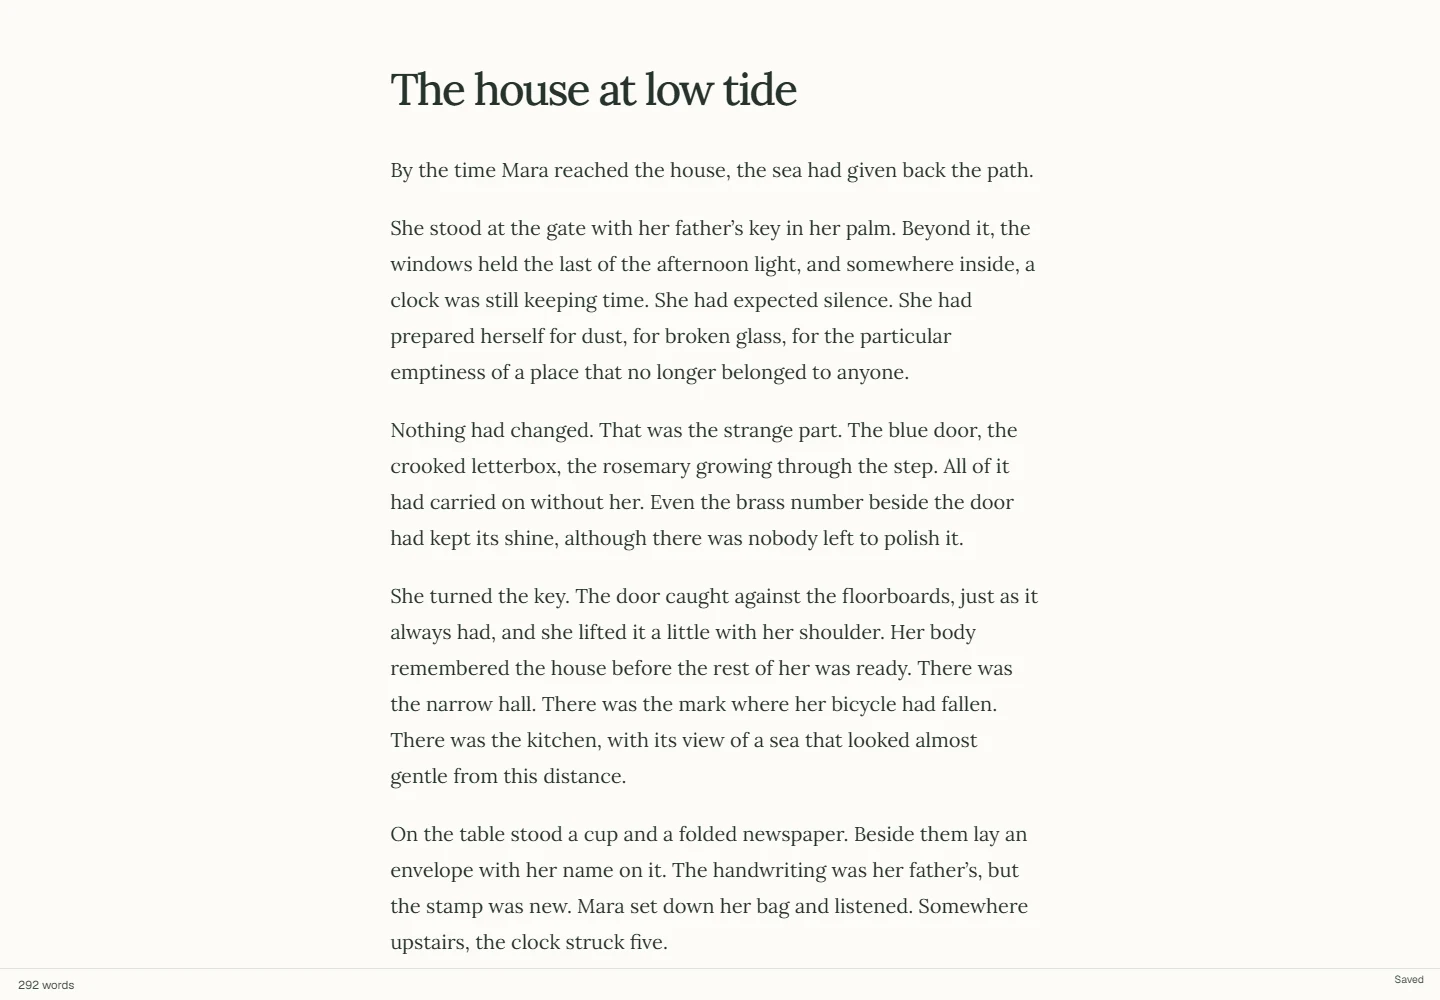 The house at low tide
By the time Mara reached the house, the sea had given back the path.
She stood at the gate with her father’s key in her palm. Beyond it, the
windows held the last of the afternoon light, and somewhere inside, a
clock was still keeping time. She had expected silence. She had
prepared herself for dust, for broken glass, for the particular
emptiness of a place that no longer belonged to anyone.
Nothing had changed. That was the strange part. The blue door, the
crooked letterbox, the rosemary growing through the step. All of it
had carried on without her. Even the brass number beside the door
had kept its shine, although there was nobody left to polish it.
She turned the key. The door caught against the floorboards, just as it
always had, and she lifted it a little with her shoulder. Her body
remembered the house before the rest of her was ready. There was
the narrow hall. There was the mark where her bicycle had fallen.
There was the kitchen, with its view of a sea that looked almost
gentle from this distance.
On the table stood a cup and a folded newspaper. Beside them lay an
envelope with her name on it. The handwriting was her father’s, but
the stamp was new. Mara set down her bag and listened. Somewhere
upstairs, the clock struck five.
292 words
Saved